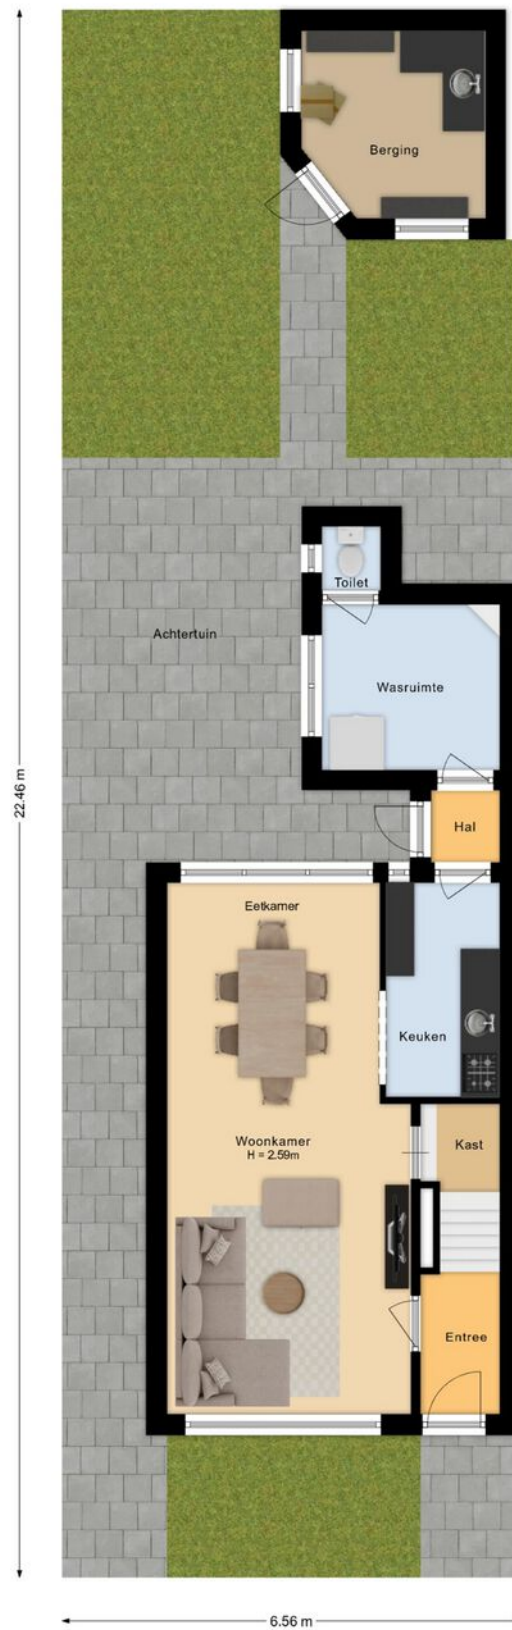 Berging
Toilet
Achtertuin
Wasruimte
22.46 m
Hal
Eetkamer
Keuken
Woonkamer
H = 2.59m
Kast
Entree
6.56 m